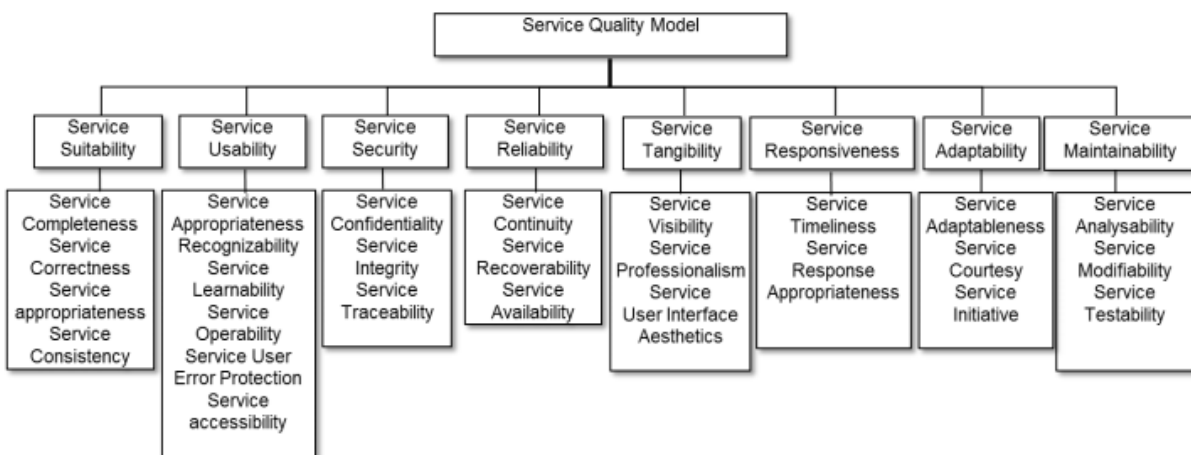 Service Quality Model
Service
Suitability
Service
Usability
Service
Security
Service
Reliability
Service
Tangibility
Service
Responsiveness
Service
Adaptability
Service
Maintainability
Service
Completeness
Service
Correctness
Service
appropriateness
Service
Consistency
Service
Appropriateness
Recognizability
Service
Learnability
Service
Operability
Service User
Error Protection
Service
accessibility
Service
Confidentiality
Service
Integrity
Service
Traceability
Service
Continuity
Service
Recoverability
Service
Availability
Service
Visibility
Service
Professionalism
Service
User Interface
Aesthetics
Service
Timeliness
Service
Response
Appropriateness
Service
Adaptableness
Service
Courtesy
Service
Initiative
Service
Analysability
Service
Modifiability
Service
Testability